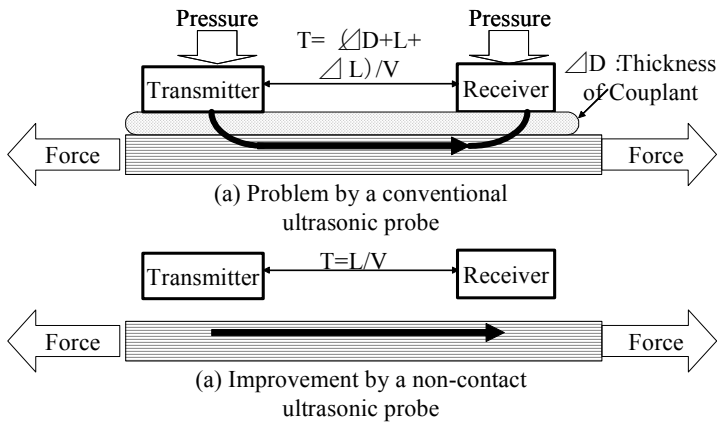 Pressure
Pressure
T= (⊿D+L+
⊿ L)/V
⊿D :Thickness
of Couplant
Transmitter
Receiver
Force
Force
(a) Problem by a conventional
ultrasonic probe
T=L/V
Transmitter
Receiver
Force
Force
(a) Improvement by a non-contact
ultrasonic probe